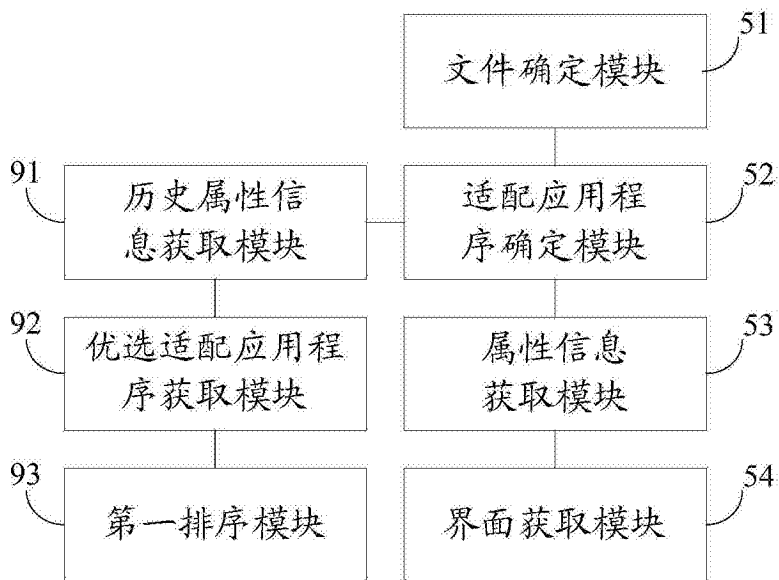 51
文件确定模块
91
历史属性信
息获取模块
适配应用程
序确定模块
52
92
优选适配应用程
序获取模块
属性信息
获取模块
53
93
第一排序模块
界面获取模块
54